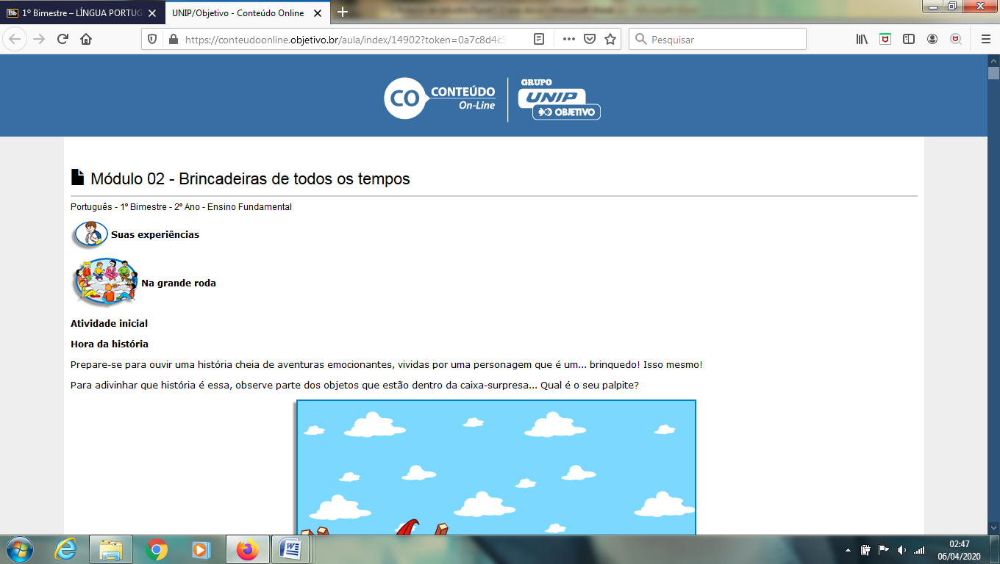 1º Bimestre – LÍNGUA PORTUG
UNIP/Objetivo - Conteúdo Online
https://conteudoonline.objetivo.br/aula/index/14902?token=0a7c8d4c3
Pesquisar
CO CONTEÚDO On-Line
GRUPO UNIP OBJETIVO
Módulo 02 - Brincadeiras de todos os tempos
Português - 1º Bimestre - 2º Ano - Ensino Fundamental
Suas experiências
Na grande roda
Atividade inicial
Hora da história
Prepare-se para ouvir uma história cheia de aventuras emocionantes, vividas por uma personagem que é um... brinquedo! Isso mesmo!
Para adivinhar que história é essa, observe parte dos objetos que estão dentro da caixa-surpresa... Qual é o seu palpite?
02:47
06/04/2020